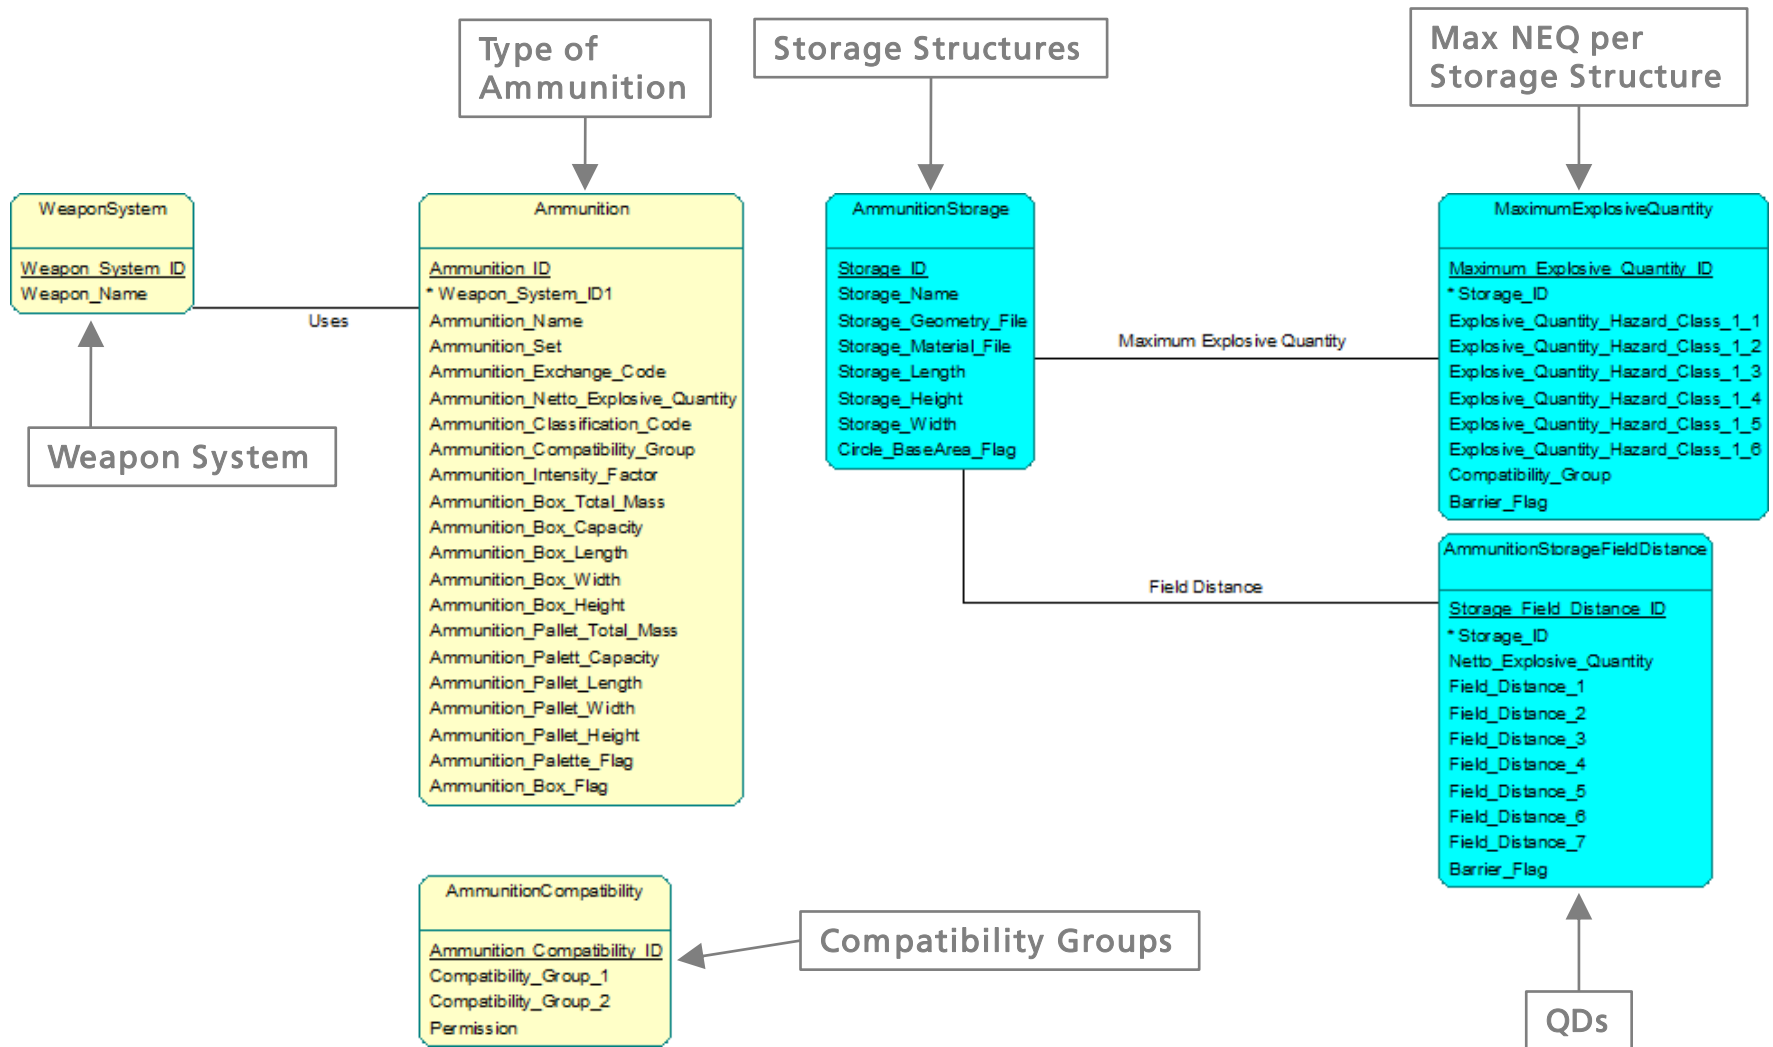 Type of
Ammunition
Storage Structures
Max NEQ per
Storage Structure
WeaponSystem
Weapon_System_ID
Weapon_Name
Uses
Weapon System
Ammunition
Ammunition_ID
* Weapon_System_ID1
Ammunition_Name
Ammunition_Set
Ammunition_Exchange_Code
Ammunition_Netto_Explosive_Quantity
Ammunition_Classification_Code
Ammunition_Compatibility_Group
Ammunition_Intensity_Factor
Ammunition_Box_Total_Mass
Ammunition_Box_Capacity
Ammunition_Box_Length
Ammunition_Box_Width
Ammunition_Box_Height
Ammunition_Pallet_Total_Mass
Ammunition_Palett_Capacity
Ammunition_Pallet_Length
Ammunition_Pallet_Width
Ammunition_Pallet_Height
Ammunition_Palette_Flag
Ammunition_Box_Flag
AmmunitionStorage
Storage_ID
Storage_Name
Storage_Geometry_File
Storage_Material_File
Storage_Length
Storage_Height
Storage_Width
Circle_BaseArea_Flag
Maximum Explosive Quantity
Field Distance
MaximumExplosiveQuantity
Maximum_Explosive_Quantity_ID
* Storage_ID
Explosive_Quantity_Hazard_Class_1_1
Explosive_Quantity_Hazard_Class_1_2
Explosive_Quantity_Hazard_Class_1_3
Explosive_Quantity_Hazard_Class_1_4
Explosive_Quantity_Hazard_Class_1_5
Explosive_Quantity_Hazard_Class_1_6
Compatibility_Group
Barrier_Flag
AmmunitionStorageFieldDistance
Storage_Field_Distance_ID
* Storage_ID
Netto_Explosive_Quantity
Field_Distance_1
Field_Distance_2
Field_Distance_3
Field_Distance_4
Field_Distance_5
Field_Distance_6
Field_Distance_7
Barrier_Flag
AmmunitionCompatibility
Ammunition_Compatibility_ID
Compatibility_Group_1
Compatibility_Group_2
Permission
Compatibility Groups
QDs